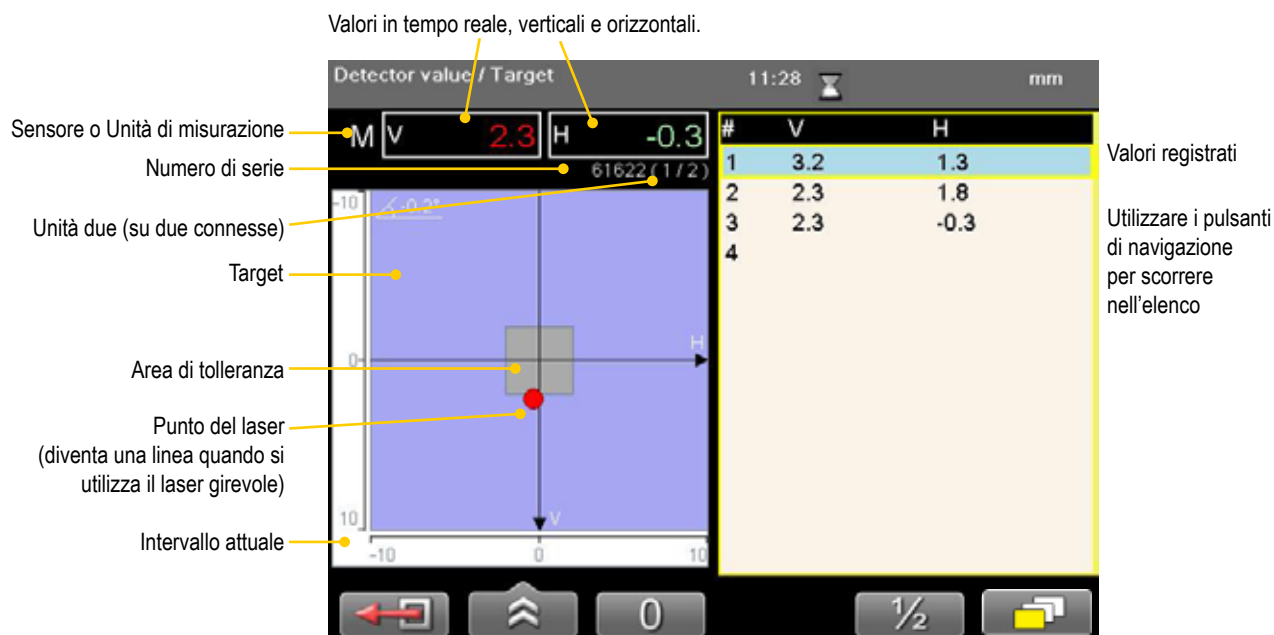 Valori in tempo reale, verticali e orizzontali.
Detector value / Target
11:28
mm
Sensore o Unità di misurazione
M
V
2.3
H
-0.3
Numero di serie
61622 (1/2)
Unità due (su due connesse)
Target
Area di tolleranza
Punto del laser
(diventa una linea quando si
utilizza il laser girevole)
Intervallo attuale
-10
-0.2°
0
H
10
V
-10 0 10
# V H
1 3.2 1.3
2 2.3 1.8
3 2.3 -0.3
4
Valori registrati
Utilizzare i pulsanti
di navigazione
per scorrere
nell'elenco
0
½